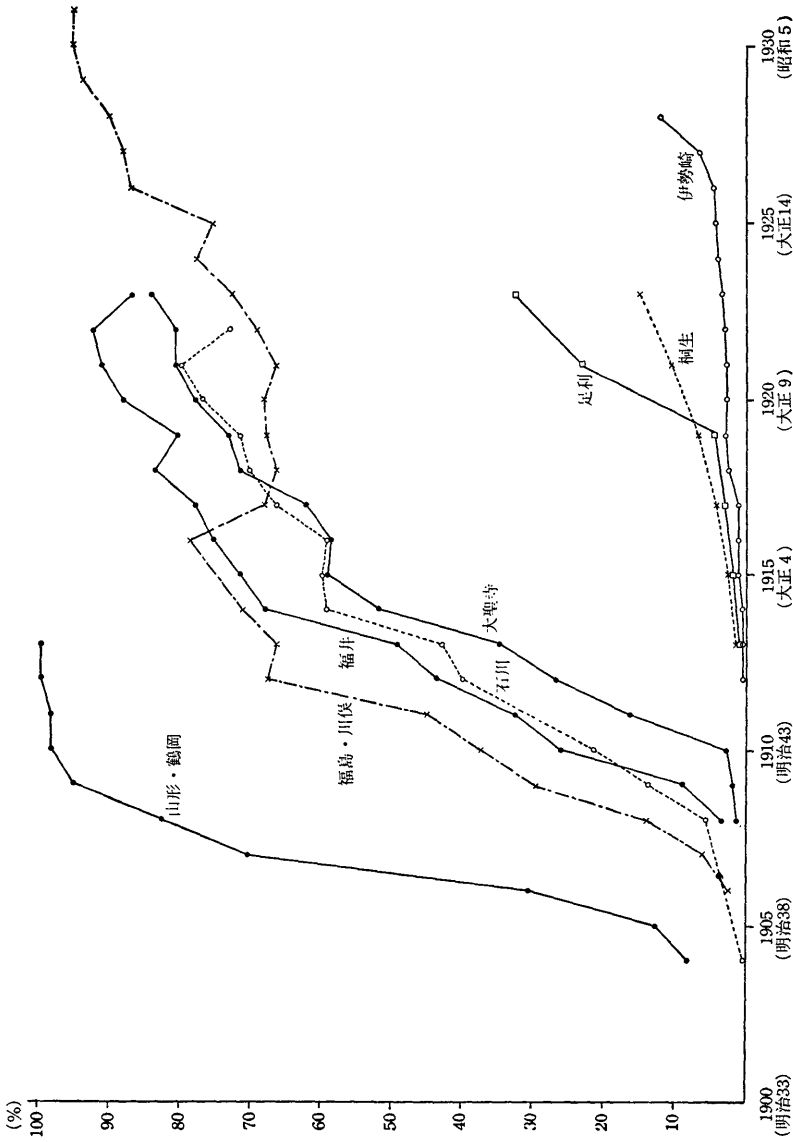 (%)
100
90
80
70
60
50
40
30
20
10
山形・鶴岡
福島・川俣
福井
石川
大聖寺
足利
桐生
伊勢崎
1900
(明治33)
1905
(明治38)
1910
(明治43)
1915
(大正4)
1920
(大正9)
1925
(大正14)
1930
(昭和5)